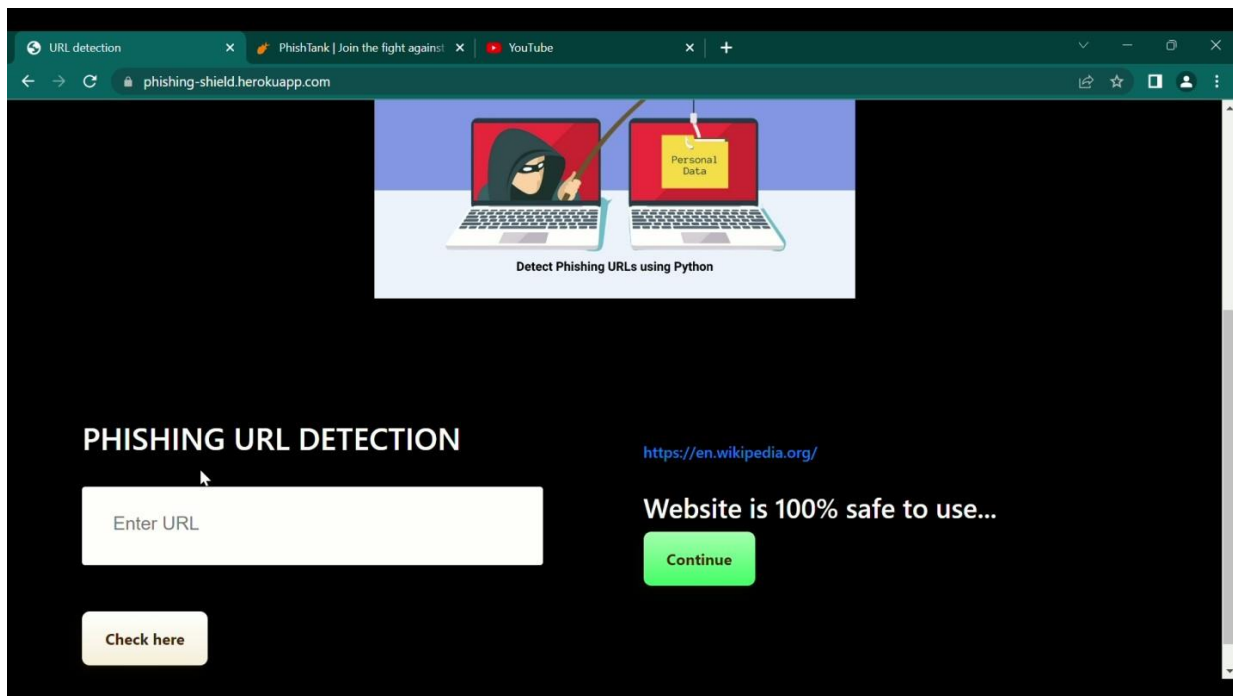 URL detection
PhishTank | Join the fight against
YouTube
phishing-shield.herokuapp.com
Personal
Data
Detect Phishing URLs using Python
PHISHING URL DETECTION
https://en.wikipedia.org/
Enter URL
Website is 100% safe to use...
Continue
Check here